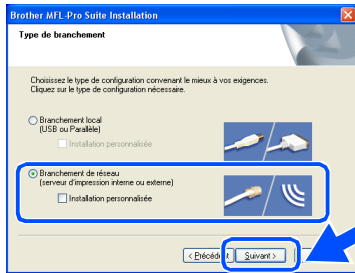 Brother MFL-Pro Suite Installation
Type de branchement
Choisissez le type de configuration convenant le mieux à vos exigences.
Cliquez sur le type de configuration nécessaire.
Branchement local
(USB ou Parallèle)
Installation personnalisée
Branchement de réseau
(serveur d'impression interne ou externe)
Installation personnalisée
< Suivant >